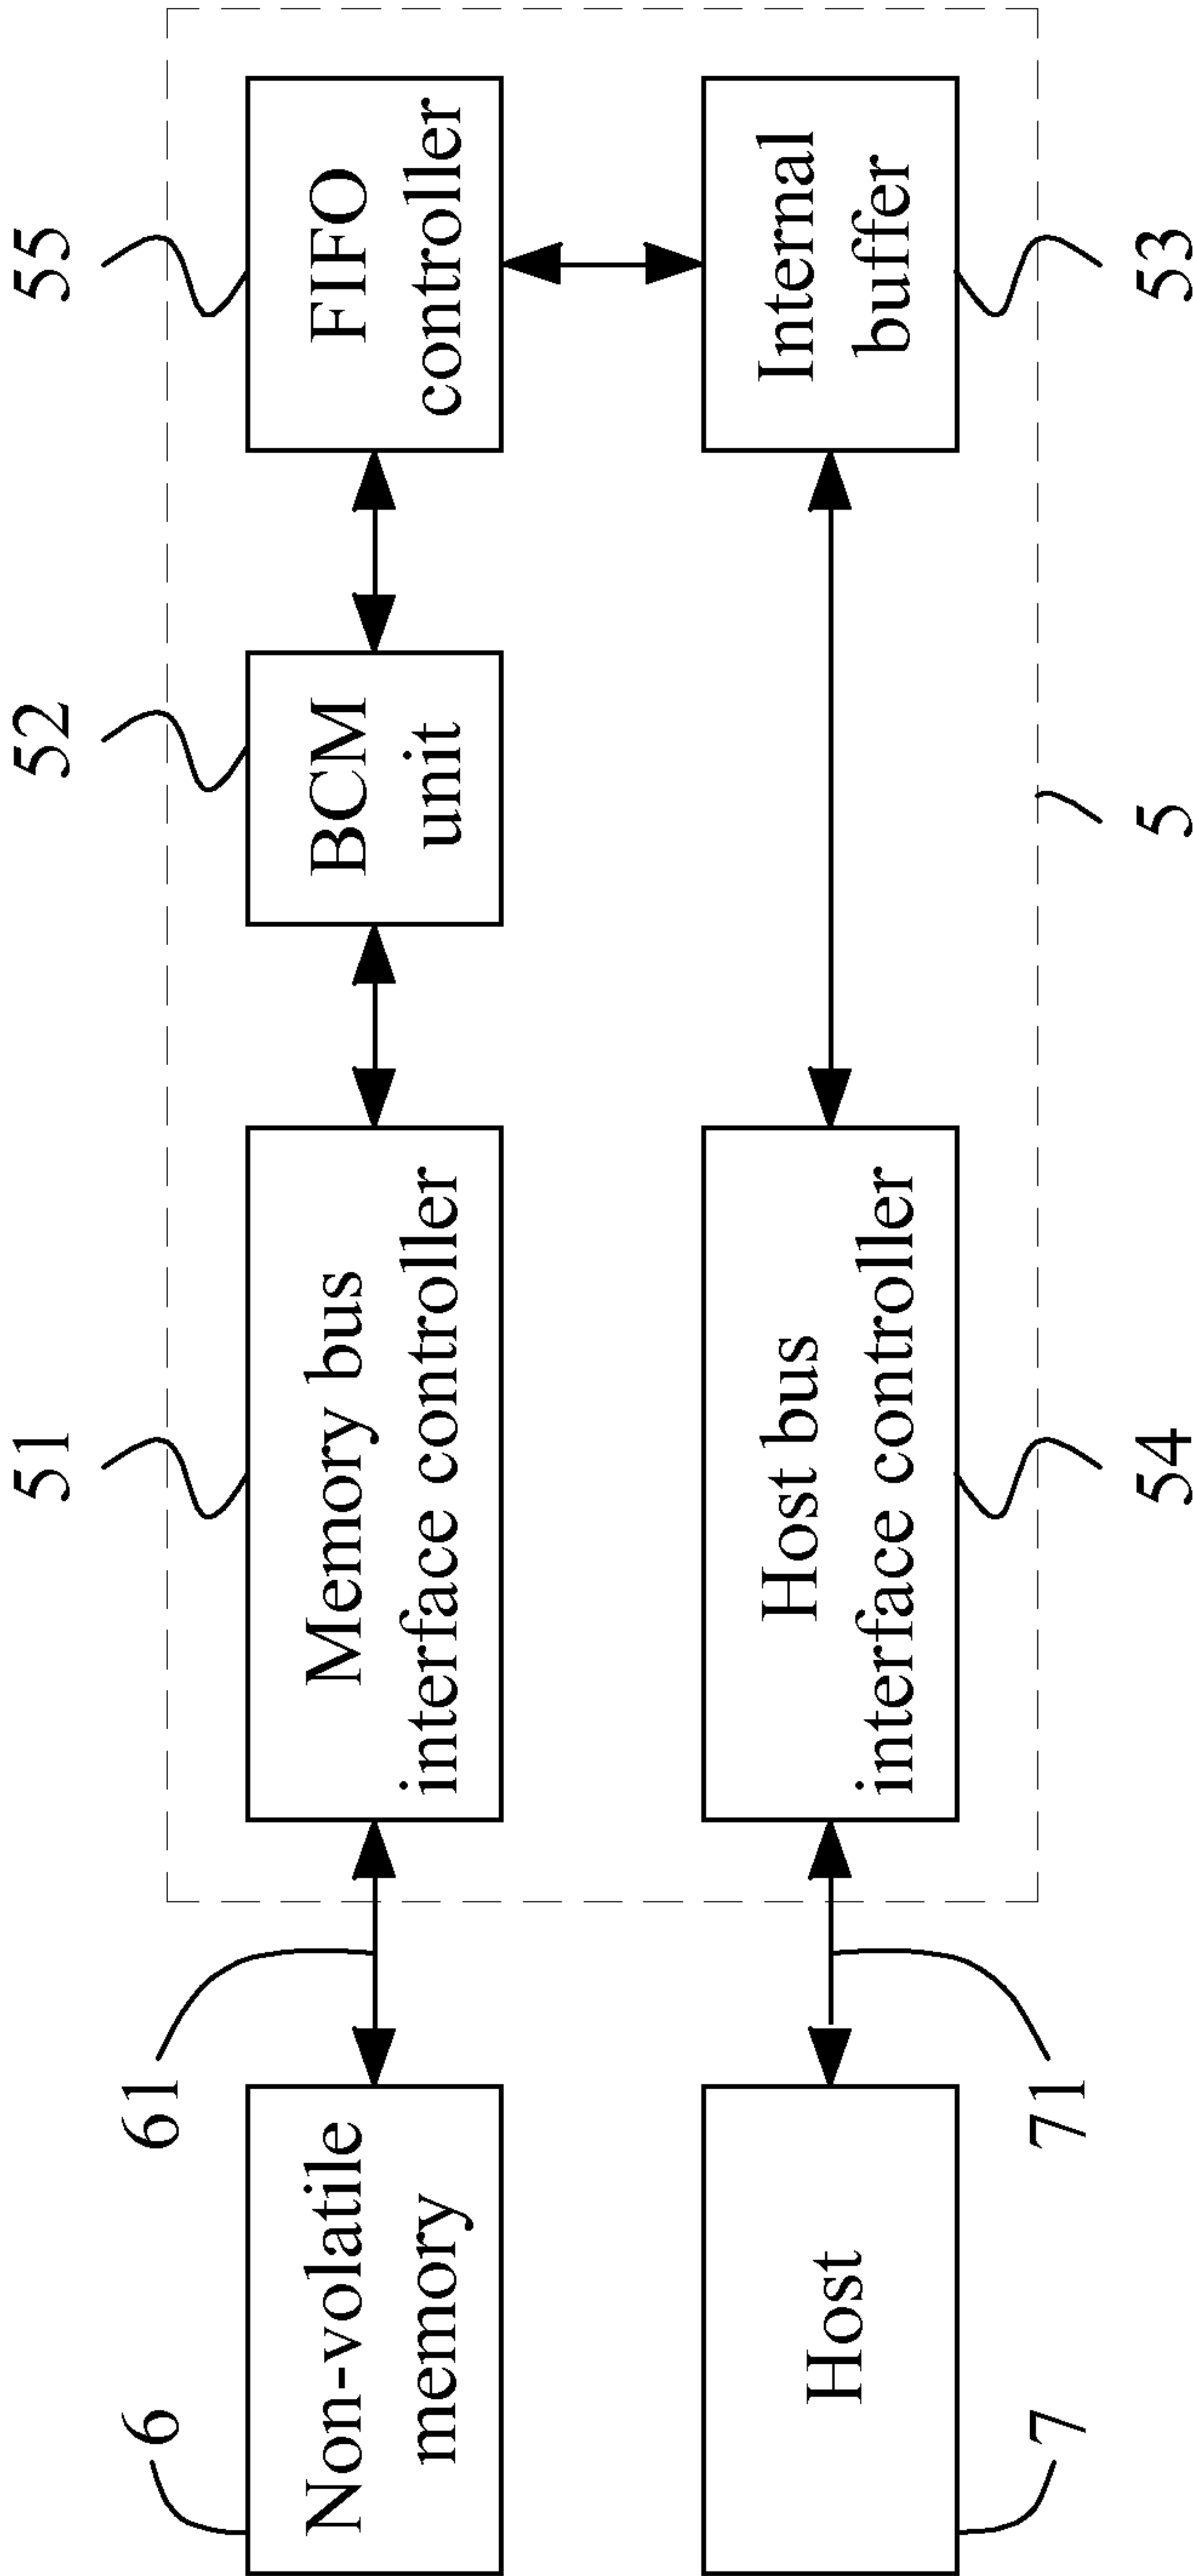 6
61
51
52
55
Non-volatile
memory
Memory bus
interface controller
BCM
unit
FIFO
controller
Host
Host bus
interface controller
Internal
buffer
7
71
54
5
53